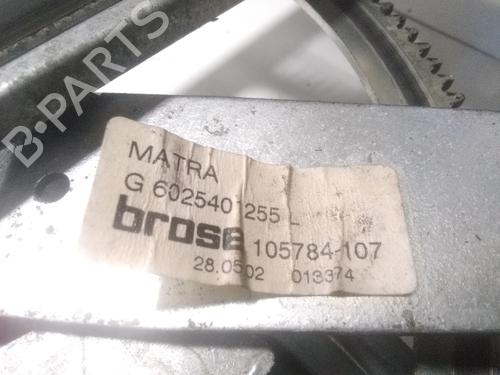 B-PARTS
MATRA
G 6025401255 L
brose 105784-107
28.0502 013374